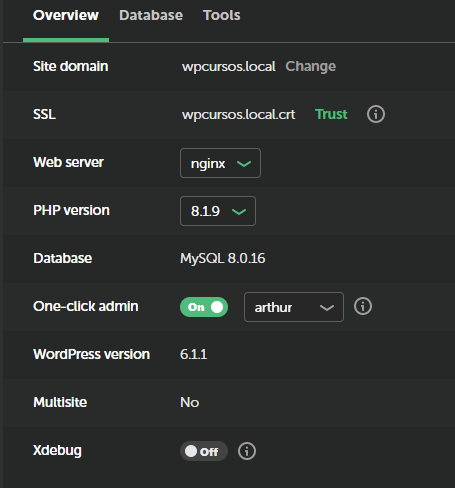 Overview Database Tools
Site domain wpcursos.local Change
SSL wpcursos.local.crt Trust
Web server nginx
PHP version 8.1.9
Database MySQL 8.0.16
One-click admin On arthur
WordPress version 6.1.1
Multisite No
Xdebug Off